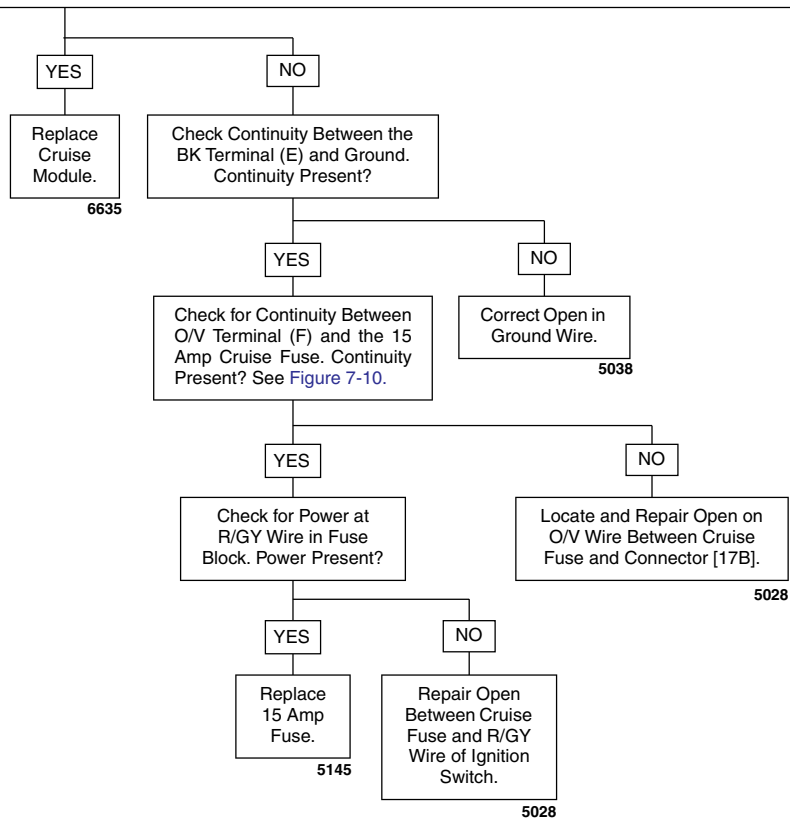 YES
NO
Replace
Cruise
Module.
6635
Check Continuity Between the
BK Terminal (E) and Ground.
Continuity Present?
YES
NO
Check for Continuity Between
O/V Terminal (F) and the 15
Amp Cruise Fuse. Continuity
Present? See Figure 7-10.
Correct Open in
Ground Wire.
5038
YES
NO
Check for Power at
R/GY Wire in Fuse
Block. Power Present?
Locate and Repair Open on
O/V Wire Between Cruise
Fuse and Connector [17B].
5028
YES
NO
Replace
15 Amp
Fuse.
5145
Repair Open
Between Cruise
Fuse and R/GY
Wire of Ignition
Switch.
5028